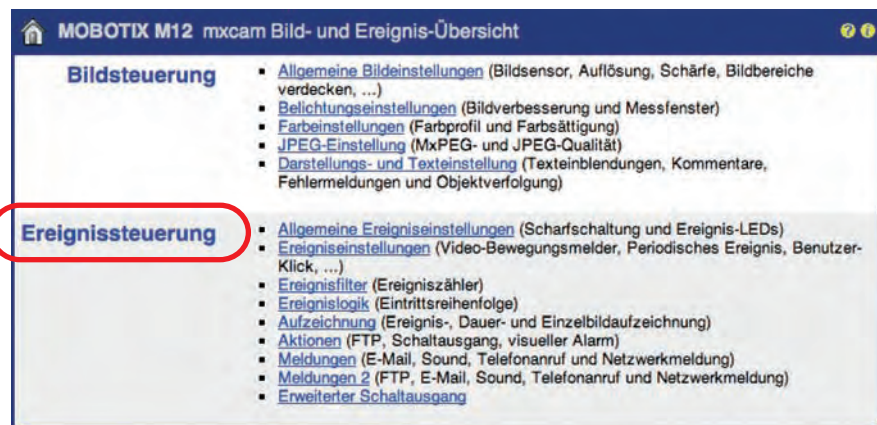 MOBOTIX M12 mxcam Bild- und Ereignis-Übersicht
Bildsteuerung
Allgemeine Bildeinstellungen (Bildsensor, Auflösung, Schärfe, Bildbereiche
verdecken, ...)
Belichtungseinstellungen (Bildverbesserung und Messfenster)
Farbeinstellungen (Farbprofil und Farbsättigung)
JPEG-Einstellung (MxPEG- und JPEG-Qualität)
Darstellungs- und Texteinstellung (Texteinblendungen, Kommentare,
Fehlermeldungen und Objektverfolgung)
Ereignissteuerung
Allgemeine Ereigniseinstellungen (Scharfschaltung und Ereignis-LEDs)
Ereigniseinstellungen (Video-Bewegungsmelder, Periodisches Ereignis, Benutzer-
Klick, ...)
Ereignisfilter (Ereigniszähler)
Ereignislogik (Eintrittsreihenfolge)
Aufzeichnung (Ereignis-, Dauer- und Einzelbildaufzeichnung)
Aktionen (FTP, Schaltausgang, visueller Alarm)
Meldungen (E-Mail, Sound, Telefonanruf und Netzwerkmeldung)
Meldungen 2 (FTP, E-Mail, Sound, Telefonanruf und Netzwerkmeldung)
Erweiterter Schaltausgang